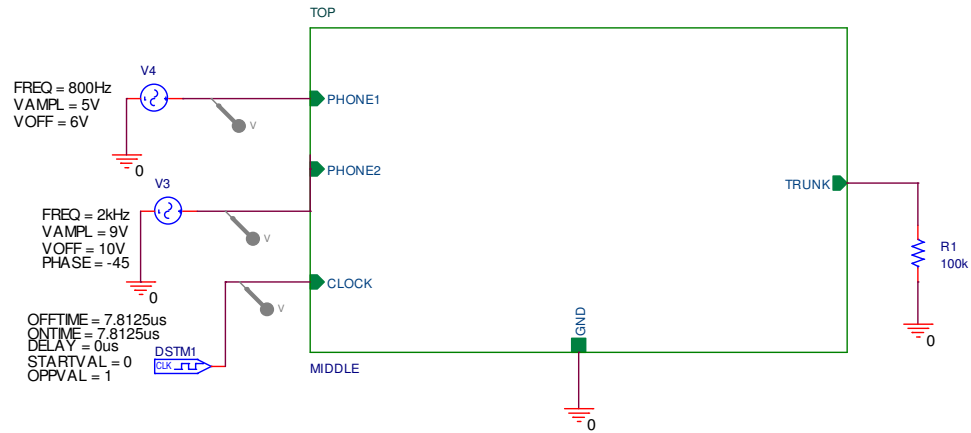 TOP
V4
FREQ = 800Hz
VAMPL = 5V
VOFF = 6V
0
V
PHONE1
PHONE2
V3
FREQ = 2kHz
VAMPL = 9V
VOFF = 10V
PHASE = -45
0
V
TRUNK
R1
100k
0
CLOCK
V
OFFTIME = 7.8125us
ONTIME = 7.8125us
DELAY = 0us
STARTVAL = 0
OPPVAL = 1
DSTM1
CLK
GND
MIDDLE
0